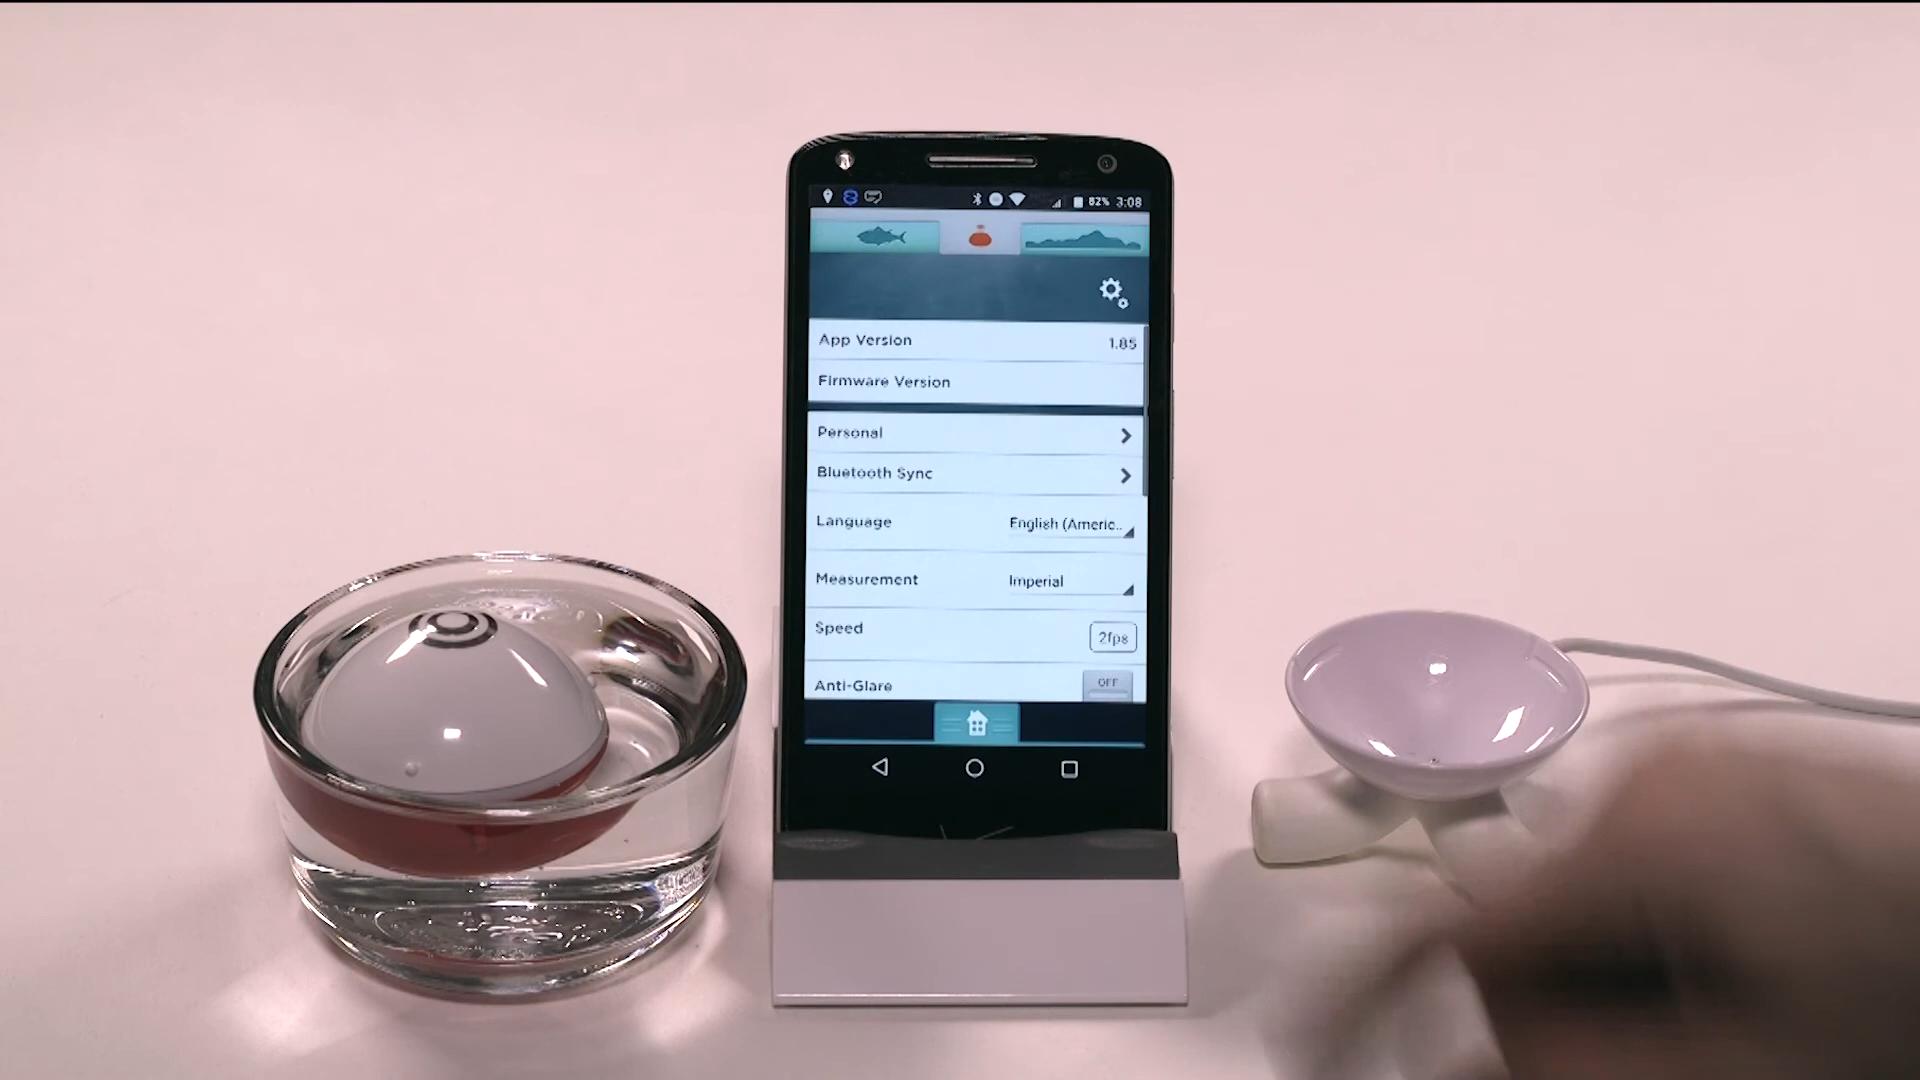 82% 3:08
App Version 1.85
Firmware Version
Personal
Bluetooth Sync
Language English (Americ..
Measurement Imperial
Speed 2fps
Anti-Glare OFF